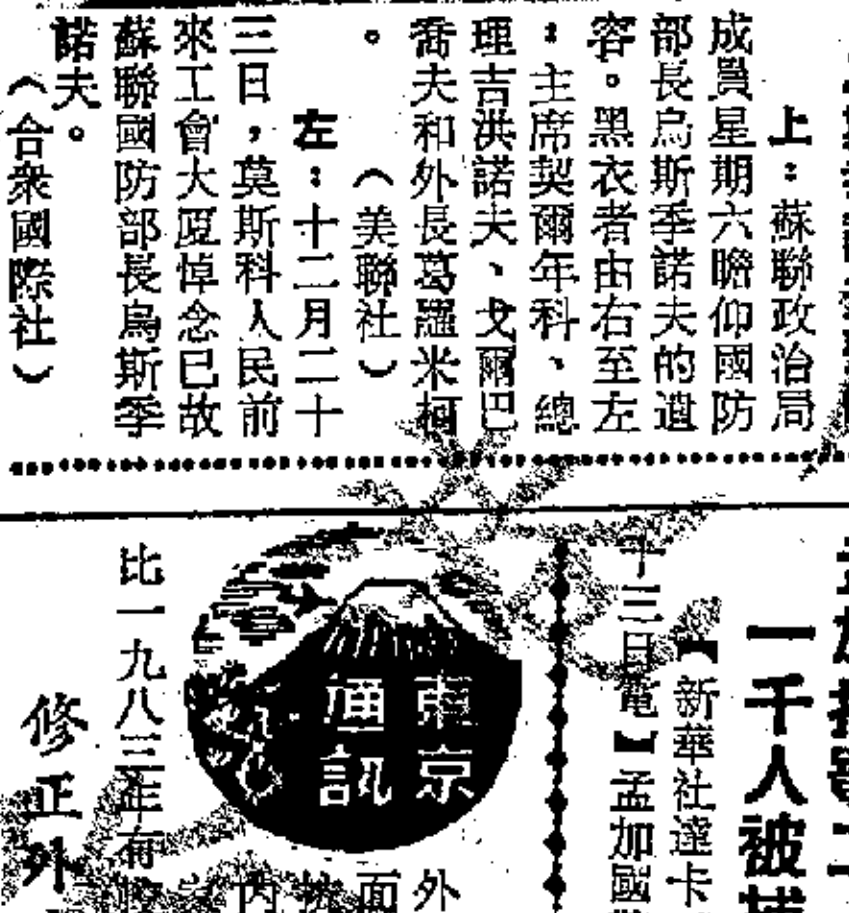 上：蘇聯政治局
成員星期六瞻仰國防
部長烏斯季諾夫的遺
容。黑衣者由右至左
：主席契爾年科、總
理吉洪諾夫、戈爾巴
喬夫和外長葛羅米柯
。　（美聯社）
左：十二月二十
三日，莫斯科人民前
來工會大廈悼念已故
蘇聯國防部長烏斯季
諾夫。
（合衆國際社）
一千人被捕
【新華社達卡
十三日電】孟加國
東京
通訊
外
面
內
比一九八三年有
修正外